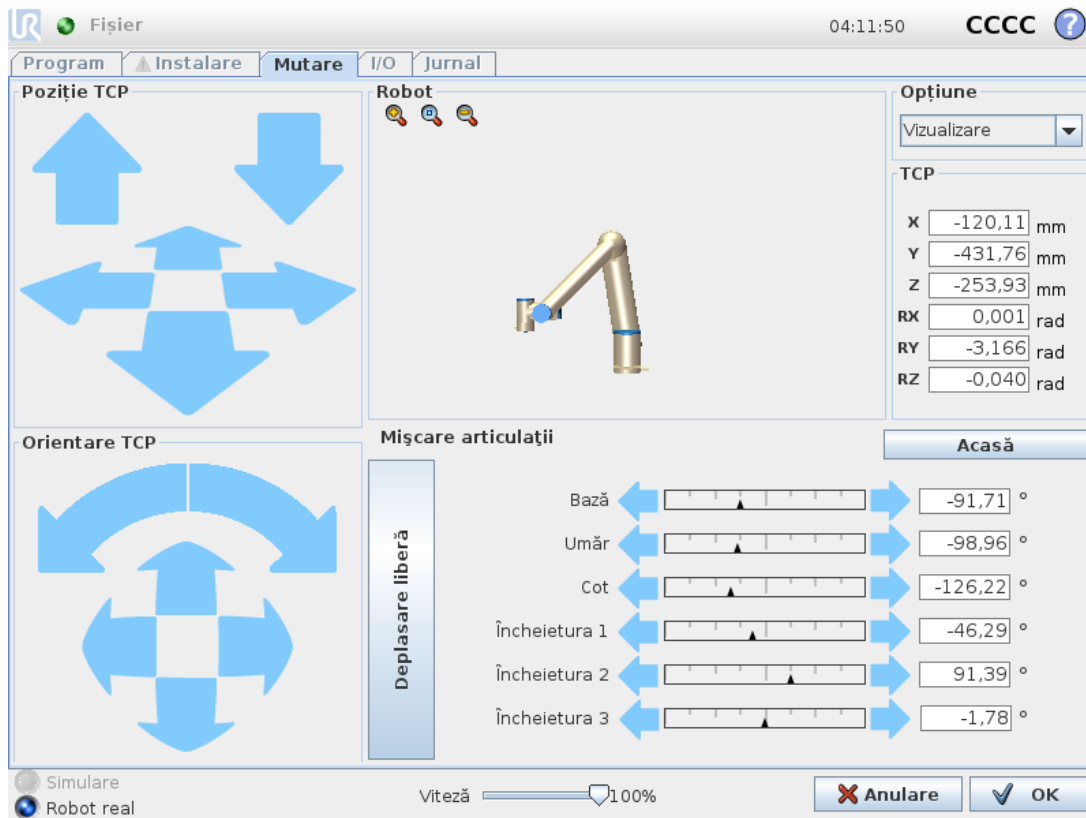 UR Fișier 04:11:50 CCCC ?
Program Instalare Mutare I/O Jurnal
Poziție TCP
Robot
Opțiune
Vizualizare
TCP
X -120,11 mm
Y -431,76 mm
Z -253,93 mm
RX 0,001 rad
RY -3,166 rad
RZ -0,040 rad
Orientare TCP
Mișcare articulații
Acasă
Deplasare liberă
Bază -91,71 °
Umăr -98,96 °
Cot -126,22 °
Încheietura 1 -46,29 °
Încheietura 2 91,39 °
Încheietura 3 -1,78 °
Simulare
Robot real
Viteză 100%
Anulare
OK